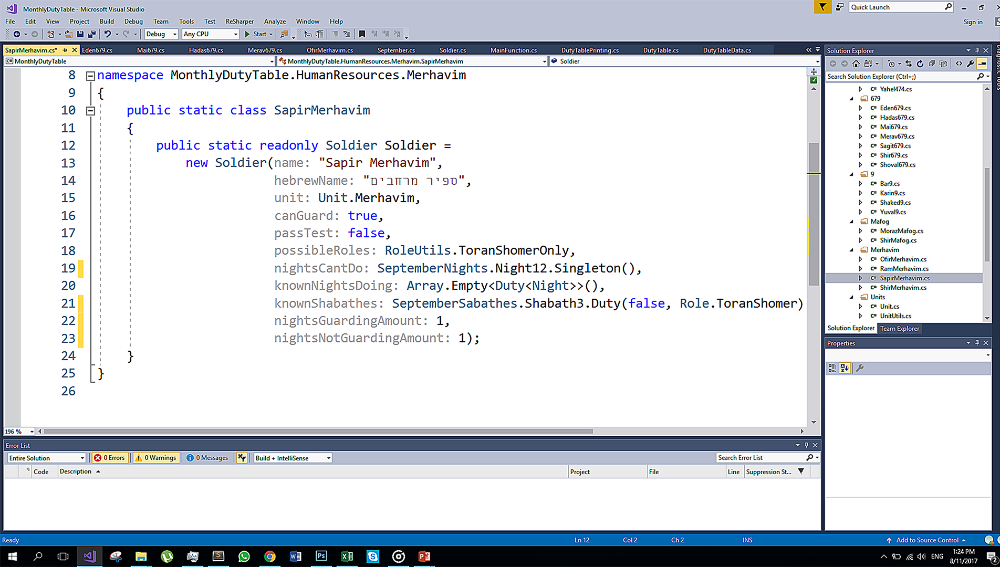 MonthlyDutyTable - Microsoft Visual Studio
Quick Launch
File Edit View Project Build Debug Team Tools Test ReSharper Analyze Window Help
Sign in
Debug Any CPU Start
SapirMerhavim.cs* Eden679.cs Mai679.cs Hadas679.cs Merav679.cs OfirMerhavim.cs September.cs Soldier.cs MainFunction.cs DutyTablePrinting.cs DutyTable.cs DutyTableData.cs
MonthlyDutyTable MonthlyDutyTable.HumanResources.Merhavim.SapirMerhavim Soldier
8 namespace MonthlyDutyTable.HumanResources.Merhavim
9 {
10 public static class SapirMerhavim
11 {
12 public static readonly Soldier Soldier =
13 new Soldier(name: "Sapir Merhavim",
14 hebrewName: "ספיר מרחבים",
15 unit: Unit.Merhavim,
16 canGuard: true,
17 passTest: false,
18 possibleRoles: RoleUtils.ToranShomerOnly,
19 nightsCantDo: SeptemberNights.Night12.Singleton(),
20 knownNightsDoing: Array.Empty<Duty<Night>>(),
21 knownShabathes: SeptemberSabathes.Shabath3.Duty(false, Role.ToranShomer)
22 nightsGuardingAmount: 1,
23 nightsNotGuardingAmount: 1);
24 }
25 }
26
196 %
Solution Explorer
Search Solution Explorer (Ctrl+;)
Yahel474.cs
679
Eden679.cs
Hadas679.cs
Mai679.cs
Merav679.cs
Sagit679.cs
Shir679.cs
Shoval679.cs
9
Bar9.cs
Karin9.cs
Shaked9.cs
Yuval9.cs
Mafog
MorazMafog.cs
ShirMafog.cs
Merhavim
OfirMerhavim.cs
RamMerhavim.cs
SapirMerhavim.cs
ShirMerhavim.cs
Units
Unit.cs
UnitUtils.cs
Solution Explorer Team Explorer
Properties
Diagnostic Tools
Error List
Entire Solution 0 Errors 0 Warnings 0 Messages Build + IntelliSense Search Error List
Code Description Project File Line Suppression St...
Ready Ln 12 Col 2 Ch 2 INS Add to Source Control
ENG
1:24 PM
8/11/2017
2